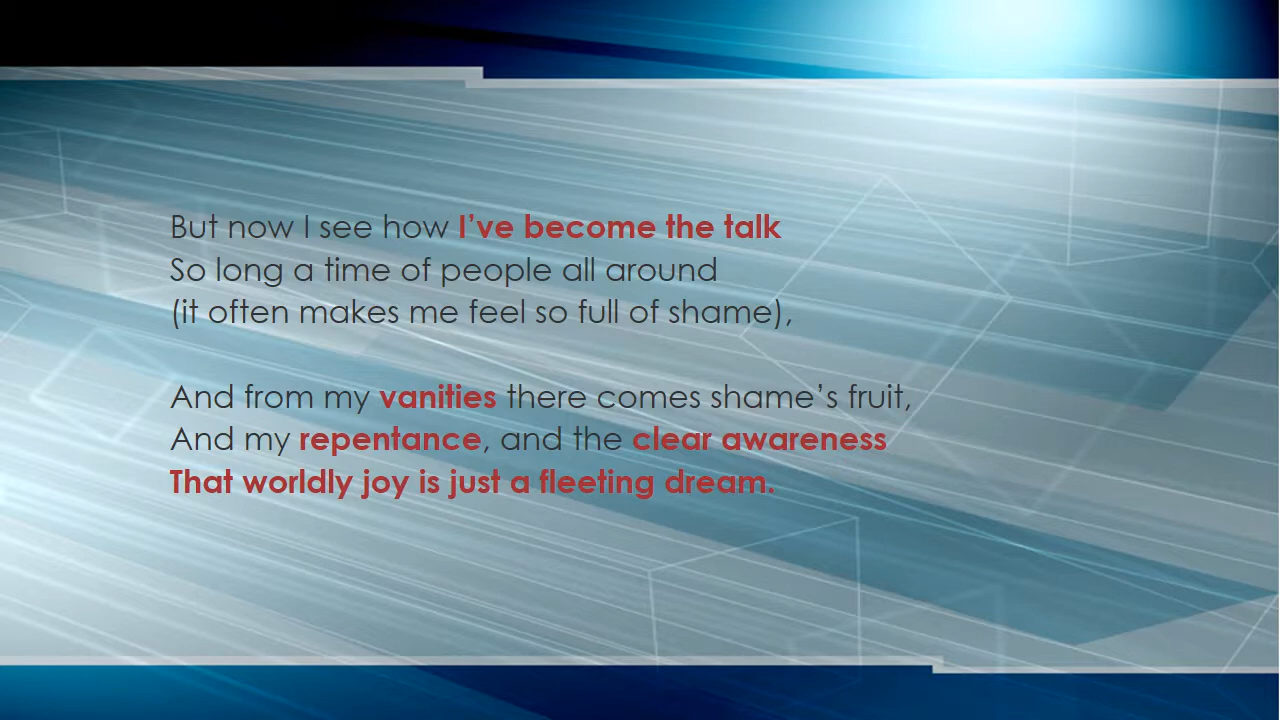 But now I see how I’ve become the talk
So long a time of people all around
(it often makes me feel so full of shame),
And from my vanities there comes shame’s fruit,
And my repentance, and the clear awareness
That worldly joy is just a fleeting dream.